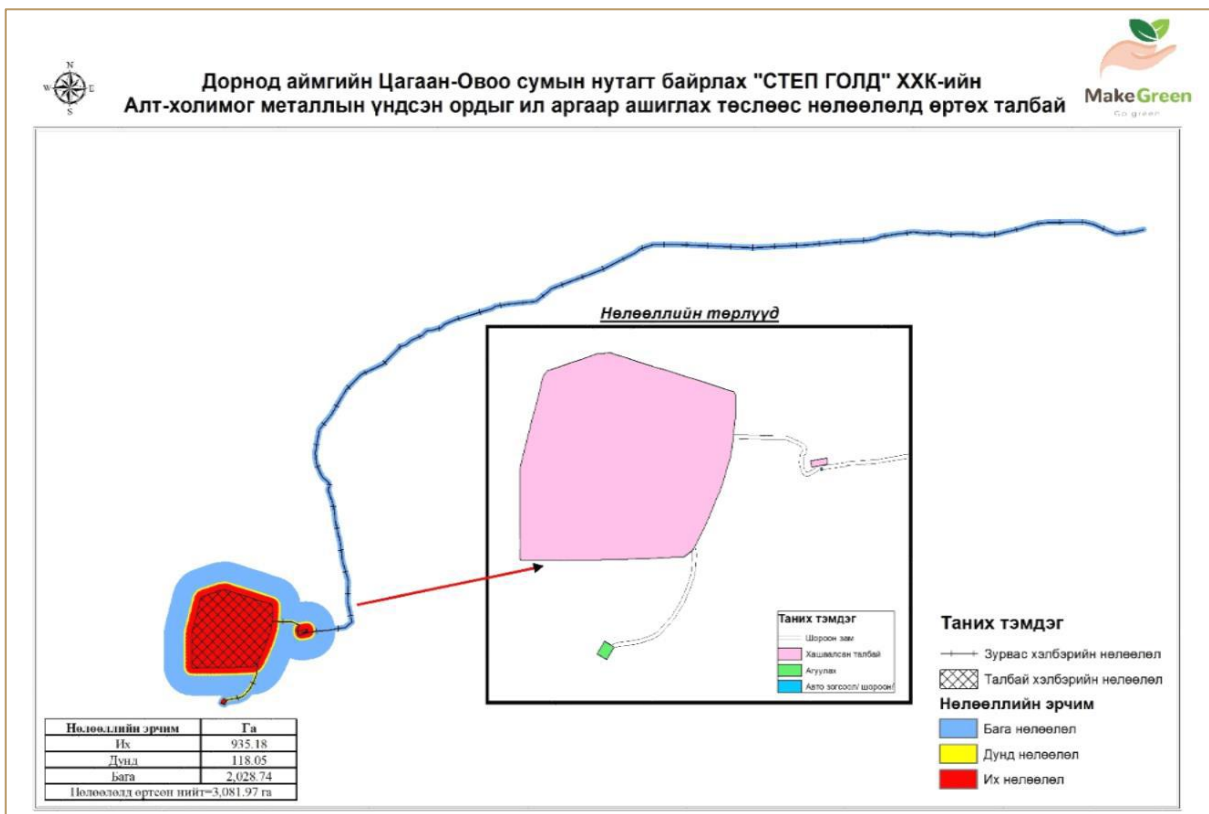 Дорнод аймгийн Цагаан-Овоо сумын нутагт байрлах "СТЕП ГОЛД" ХХК-ийн
Алт-холимог металлын үндсэн ордыг ил аргаар ашиглах төслөөс нөлөөлөлд өртөх талбай
MakeGreen
Go green
N
W E
S
Нөлөөллийн төрлүүд
Таних тэмдэг
Шороон зам
Хашаалсан талбай
Агуулах
Авто зогсоол/ шороон/
Таних тэмдэг
Зурвас хэлбэрийн нөлөөлөл
Талбай хэлбэрийн нөлөөлөл
Нөлөөллийн эрчим
Бага нөлөөлөл
Дунд нөлөөлөл
Их нөлөөлөл
Нөлөөллийн эрчим Га
Их 935.18
Дунд 118.05
Бага 2,028.74
Нөлөөлөлд өртсөн нийт=3,081.97 га